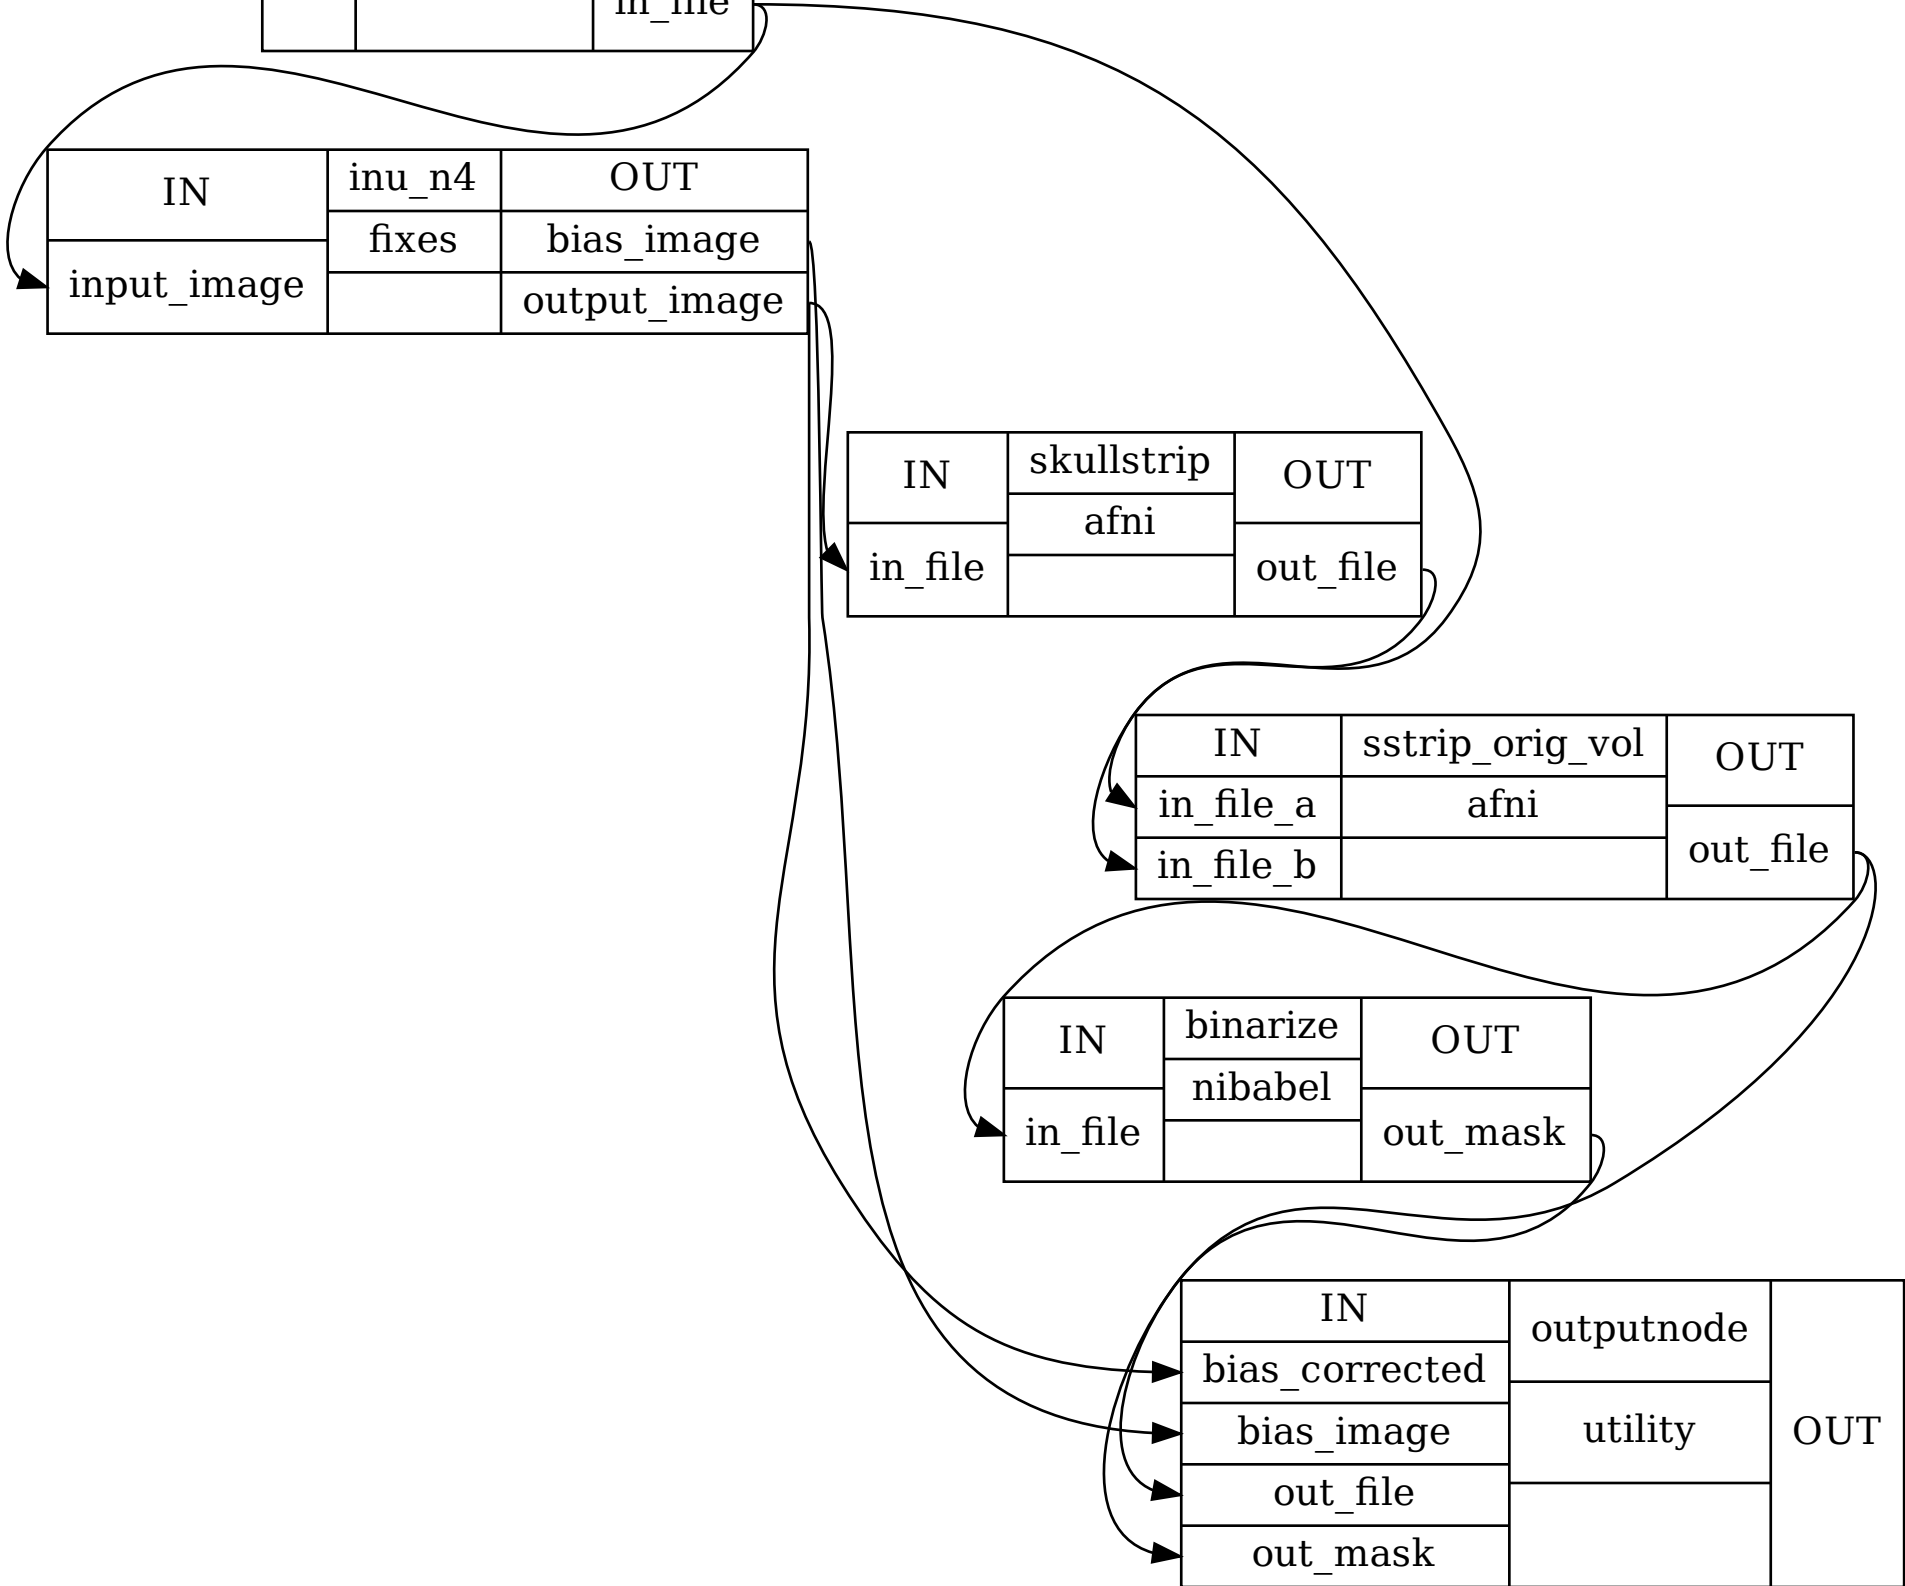 in_file
IN
inu_n4
OUT
fixes
bias_image
input_image
output_image
IN
skullstrip
OUT
afni
in_file
out_file
IN
sstrip_orig_vol
OUT
in_file_a
afni
in_file_b
out_file
IN
binarize
OUT
nibabel
in_file
out_mask
IN
outputnode
bias_corrected
bias_image
utility
OUT
out_file
out_mask